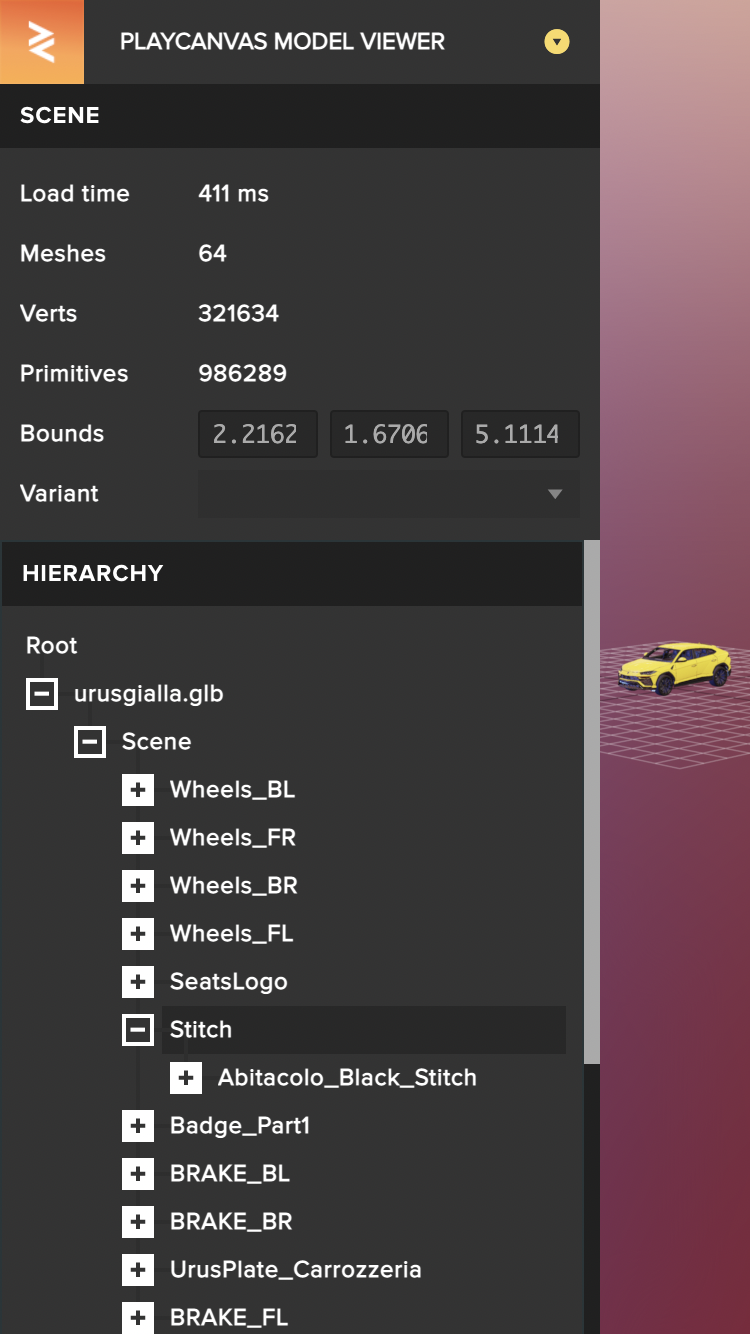 PLAYCANVAS MODEL VIEWER
SCENE
Load time 411 ms
Meshes 64
Verts 321634
Primitives 986289
Bounds 2.2162 1.6706 5.1114
Variant
HIERARCHY
Root
urusgialla.glb
Scene
Wheels_BL
Wheels_FR
Wheels_BR
Wheels_FL
SeatsLogo
Stitch
Abitacolo_Black_Stitch
Badge_Part1
BRAKE_BL
BRAKE_BR
UrusPlate_Carrozzeria
BRAKE_FL